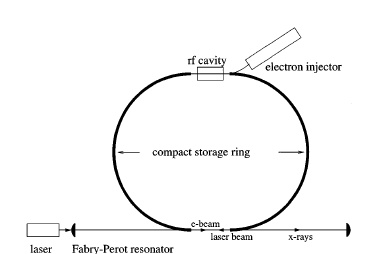 rf cavity
electron injector
compact storage ring
e-beam
laser beam
x-rays
laser
Fabry-Perot resonator